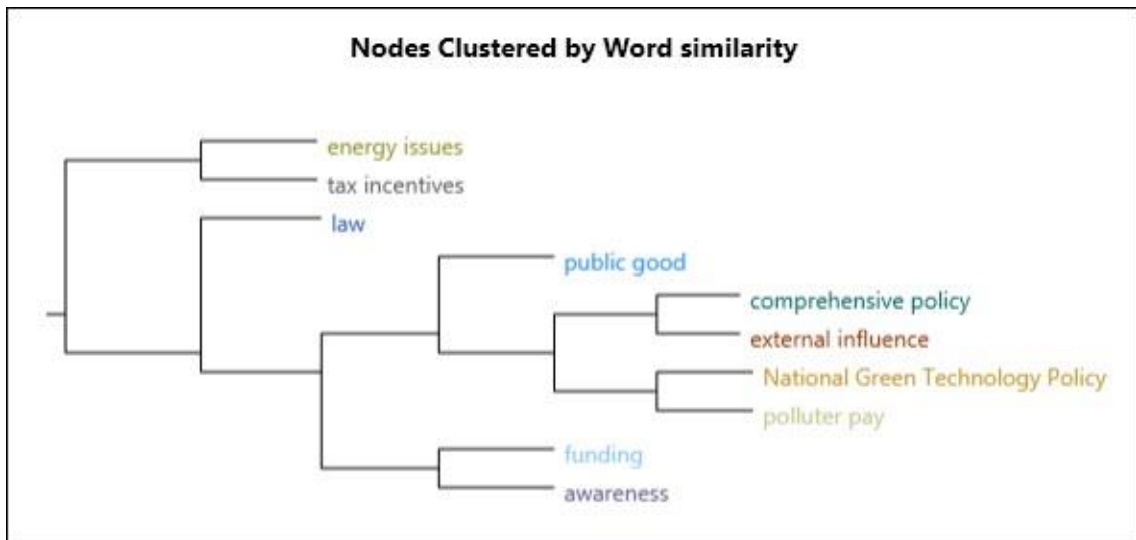 Nodes Clustered by Word similarity
energy issues
tax incentives
law
public good
comprehensive policy
external influence
National Green Technology Policy
polluter pay
funding
awareness